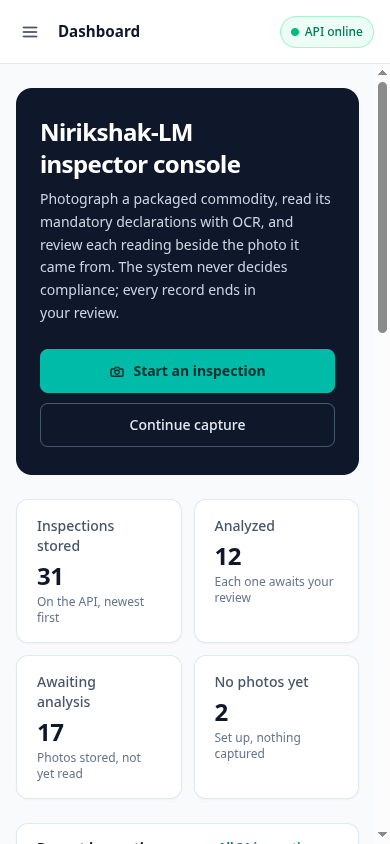 Dashboard
API online
Nirikshak-LM
inspector console
Photograph a packaged commodity, read its
mandatory declarations with OCR, and
review each reading beside the photo it
came from. The system never decides
compliance; every record ends in
your review.
Start an inspection
Continue capture
Inspections
stored
31
On the API, newest
first
Analyzed
12
Each one awaits your
review
Awaiting
analysis
17
Photos stored, not
yet read
No photos yet
2
Set up, nothing
captured